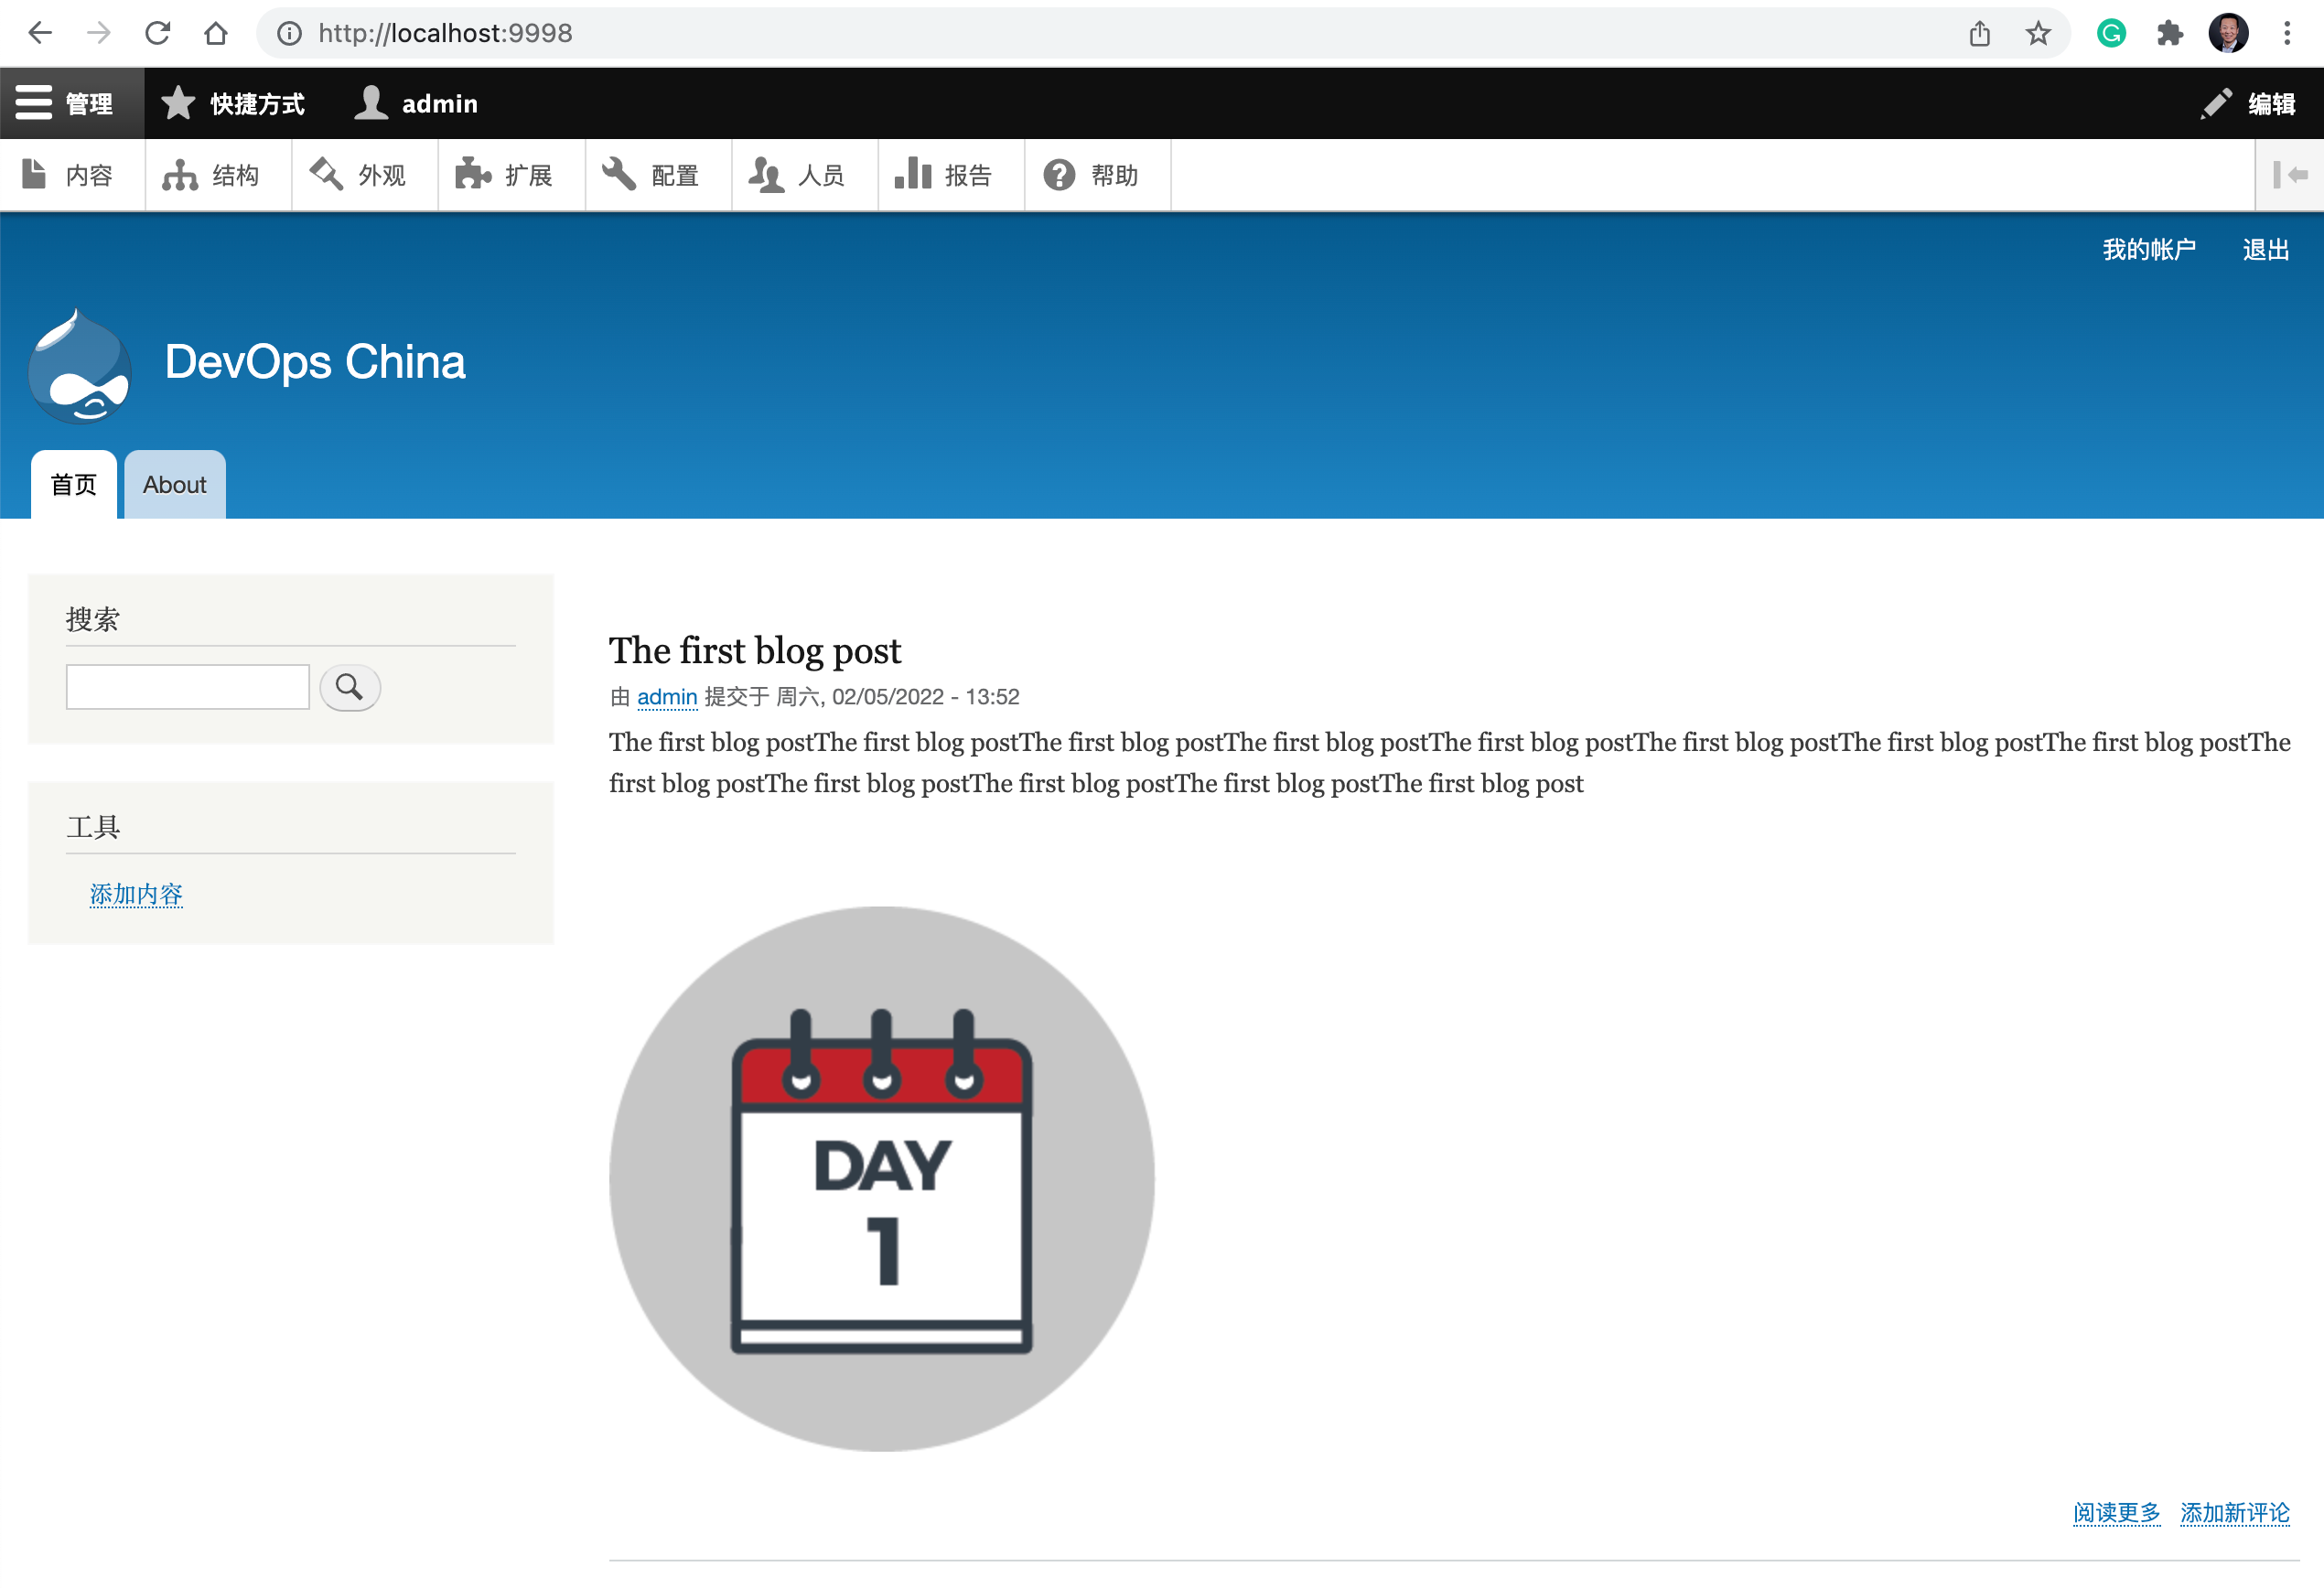 http://localhost:9998
管理 快捷方式 admin 编辑
内容 结构 外观 扩展 配置 人员 报告 帮助
我的帐户 退出
DevOps China
首页 About
搜索
The first blog post
由 admin 提交于 周六, 02/05/2022 - 13:52
The first blog postThe first blog postThe first blog postThe first blog postThe first blog postThe first blog postThe first blog postThe first blog postThe
first blog postThe first blog postThe first blog postThe first blog postThe first blog post
工具
添加内容
DAY
1
阅读更多 添加新评论